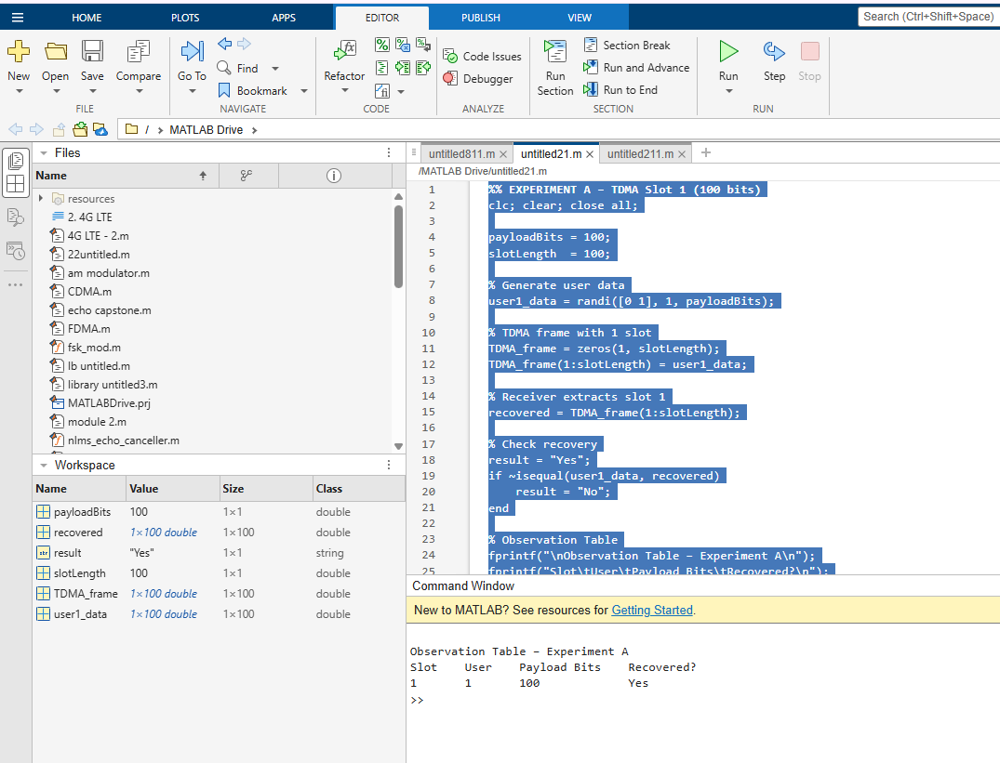 HOME PLOTS APPS EDITOR PUBLISH VIEW Search (Ctrl+Shift+Space)
New Open Save Compare Go To Find Bookmark Refactor Code Issues Debugger Run Section Section Break Run and Advance Run to End Run Step Stop
FILE NAVIGATE CODE ANALYZE SECTION RUN
/ MATLAB Drive
Files
Name
resources
2. 4G LTE
4G LTE - 2.m
22untitled.m
am modulator.m
CDMA.m
echo capstone.m
FDMA.m
fsk_mod.m
lb untitled.m
library untitled3.m
MATLABDrive.prj
module 2.m
nlms_echo_canceller.m
Workspace
Name Value Size Class
payloadBits 100 1×1 double
recovered 1×100 double 1×100 double
result "Yes" 1×1 string
slotLength 100 1×1 double
TDMA_frame 1×100 double 1×100 double
user1_data 1×100 double 1×100 double
untitled811.m untitled21.m untitled211.m
/MATLAB Drive/untitled21.m
1 %% EXPERIMENT A – TDMA Slot 1 (100 bits)
2 clc; clear; close all;
3
4 payloadBits = 100;
5 slotLength  = 100;
6
7 % Generate user data
8 user1_data = randi([0 1], 1, payloadBits);
9
10 % TDMA frame with 1 slot
11 TDMA_frame = zeros(1, slotLength);
12 TDMA_frame(1:slotLength) = user1_data;
13
14 % Receiver extracts slot 1
15 recovered = TDMA_frame(1:slotLength);
16
17 % Check recovery
18 result = "Yes";
19 if ~isequal(user1_data, recovered)
20     result = "No";
21 end
22
23 % Observation Table
24 fprintf("\nObservation Table – Experiment A\n");
25 fprintf("Slot\tUser\tPayload Bits\tRecovered?\n");
Command Window
New to MATLAB? See resources for Getting Started.
Observation Table – Experiment A
Slot User Payload Bits Recovered?
1 1 100 Yes
>>